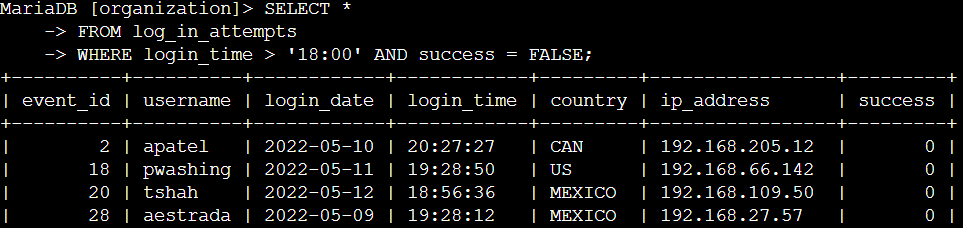 MariaDB [organization]> SELECT *
    -> FROM log_in_attempts
    -> WHERE login_time > '18:00' AND success = FALSE;
+----------+----------+------------+------------+---------+----------------+---------+
| event_id | username | login_date | login_time | country | ip_address     | success |
+----------+----------+------------+------------+---------+----------------+---------+
|        2 | apatel   | 2022-05-10 | 20:27:27   | CAN     | 192.168.205.12 |       0 |
|       18 | pwashing | 2022-05-11 | 19:28:50   | US      | 192.168.66.142 |       0 |
|       20 | tshah    | 2022-05-12 | 18:56:36   | MEXICO  | 192.168.109.50 |       0 |
|       28 | aestrada | 2022-05-09 | 19:28:12   | MEXICO  | 192.168.27.57  |       0 |